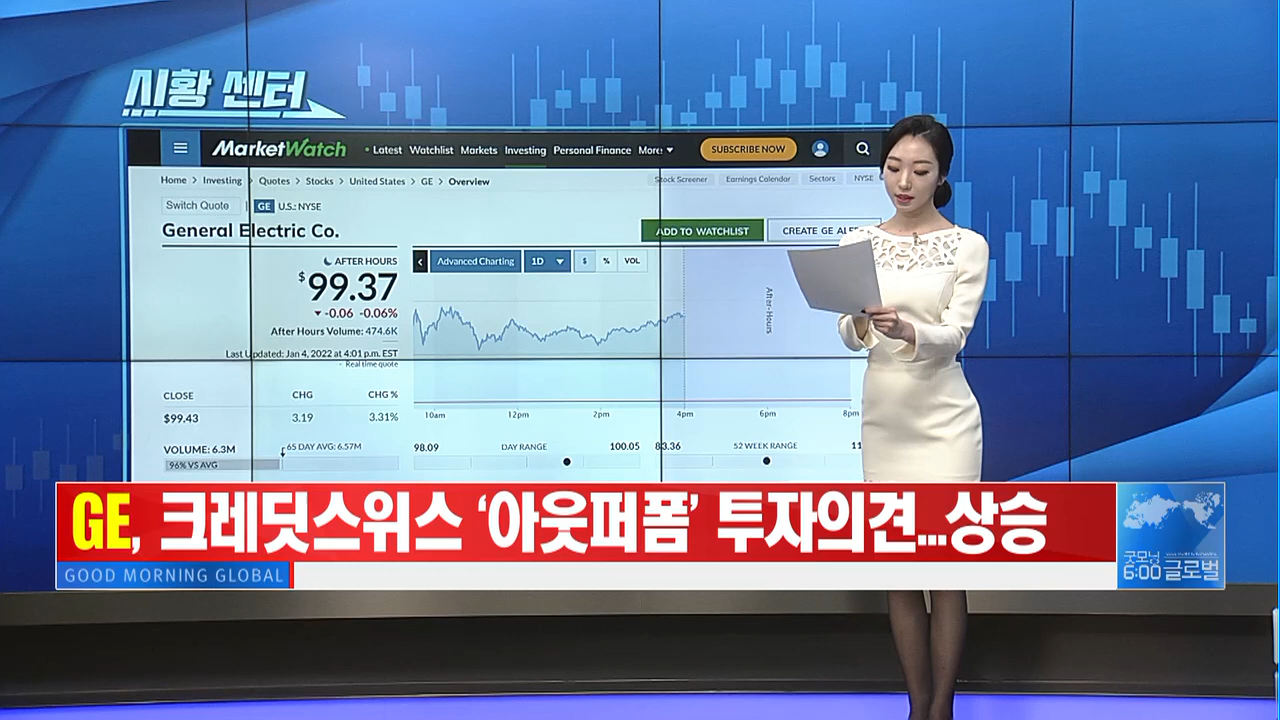 시황 센터
MarketWatch
Latest Watchlist Markets Investing Personal Finance More
SUBSCRIBE NOW
Home > Investing > Quotes > Stocks > United States > GE > Overview
Stock Screener Earnings Calendar Sectors NYSE
Switch Quote | GE U.S.: NYSE
General Electric Co.
ADD TO WATCHLIST
CREATE GE
AFTER HOURS
$99.37
-0.06 -0.06%
After Hours Volume: 474.6K
Last Updated: Jan 4, 2022 at 4:01 p.m. EST
Real time quote
Advanced Charting 1D $ % VOL
After-Hours
10am 12pm 2pm 4pm 6pm 8pm
CLOSE CHG CHG %
$99.43 3.19 3.31%
VOLUME: 6.3M 65 DAY AVG: 6.57M
96% VS AVG
98.09 DAY RANGE 100.05
83.36 52 WEEK RANGE 11
GE, 크레딧스위스 ‘아웃퍼폼’ 투자의견...상승
GOOD MORNING GLOBAL
굿모닝
6:00 글로벌